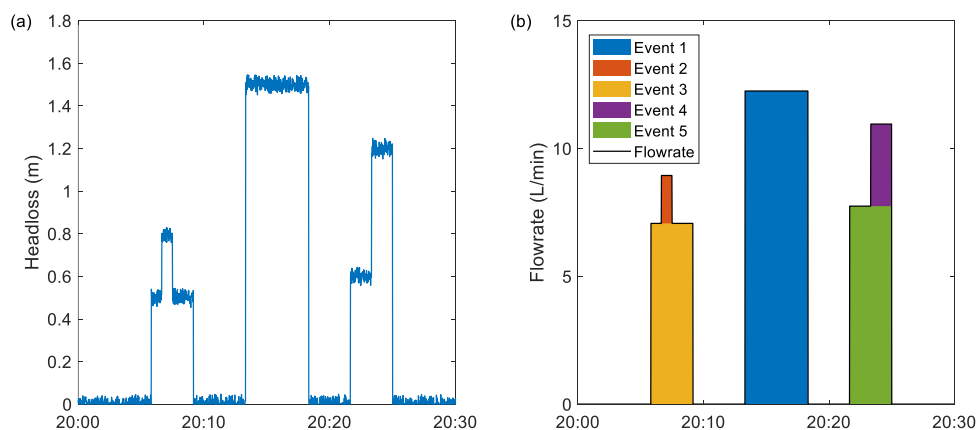 (a)
1.8
1.6
1.4
1.2
1
0.8
0.6
0.4
0.2
0
Headloss (m)
20:00
20:10
20:20
20:30
(b)
15
10
5
0
Flowrate (L/min)
Event 1
Event 2
Event 3
Event 4
Event 5
Flowrate
20:00
20:10
20:20
20:30